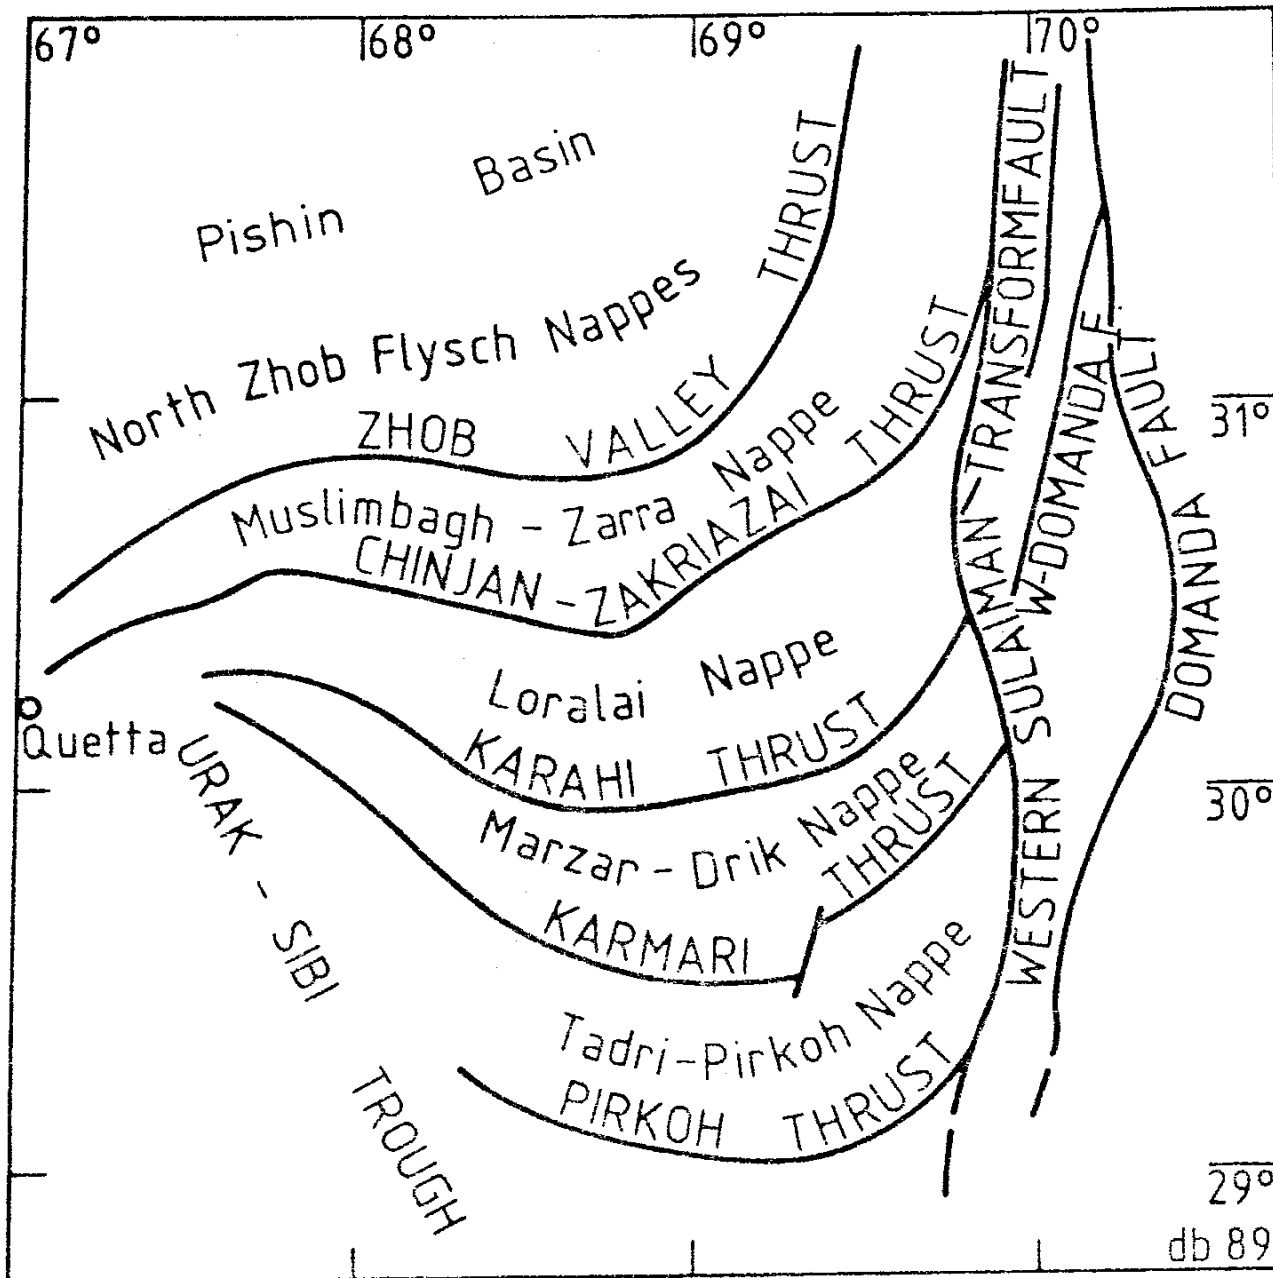 67° 68° 69° 70°
Pishin Basin
North Zhob Flysch Nappes
ZHOB VALLEY THRUST
Muslimbagh - Zarra Nappe
CHINJAN - ZAKRIAZAI THRUST
31°
Loralai Nappe
KARAHI THRUST
Quetta
Marzar - Drik Nappe
30°
KARMARI THRUST
URAK - SIBI TROUGH
Tadri-Pirkoh Nappe
PIRKOH THRUST
WESTERN SULAIMAN - TRANSFORMFAULT
W-DOMANDA F.
DOMANDA FAULT
29°
db 89